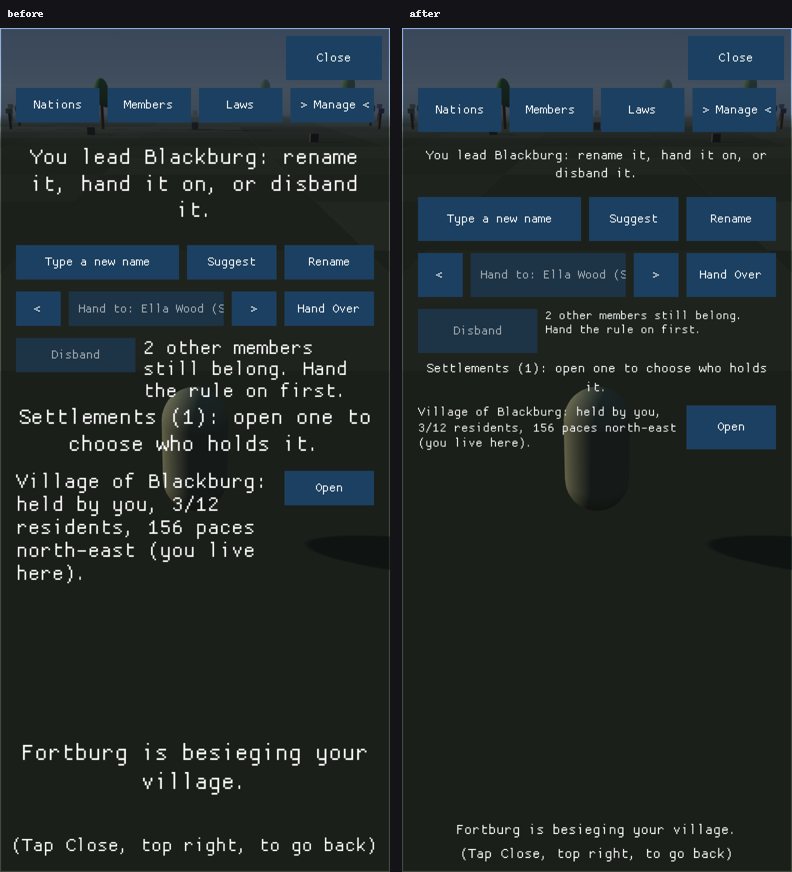 before
Close
Nations Members Laws > Manage <
You lead Blackburg: rename
it, hand it on, or disband
it.
Type a new name Suggest Rename
< Hand to: Ella Wood (S > Hand Over
Disband
2 other members
still belong. Hand
the rule on first.
Settlements (1): open one to
choose who holds it.
Village of Blackburg:
held by you, 3/12
residents, 156 paces
north-east (you live
here).
Open
Fortburg is besieging your
village.
(Tap Close, top right, to go back)
after
Close
Nations Members Laws > Manage <
You lead Blackburg: rename it, hand it on, or
disband it.
Type a new name Suggest Rename
< Hand to: Ella Wood (S > Hand Over
Disband
2 other members still belong.
Hand the rule on first.
Settlements (1): open one to choose who holds
it.
Village of Blackburg: held by you,
3/12 residents, 156 paces north-east
(you live here).
Open
Fortburg is besieging your village.
(Tap Close, top right, to go back)